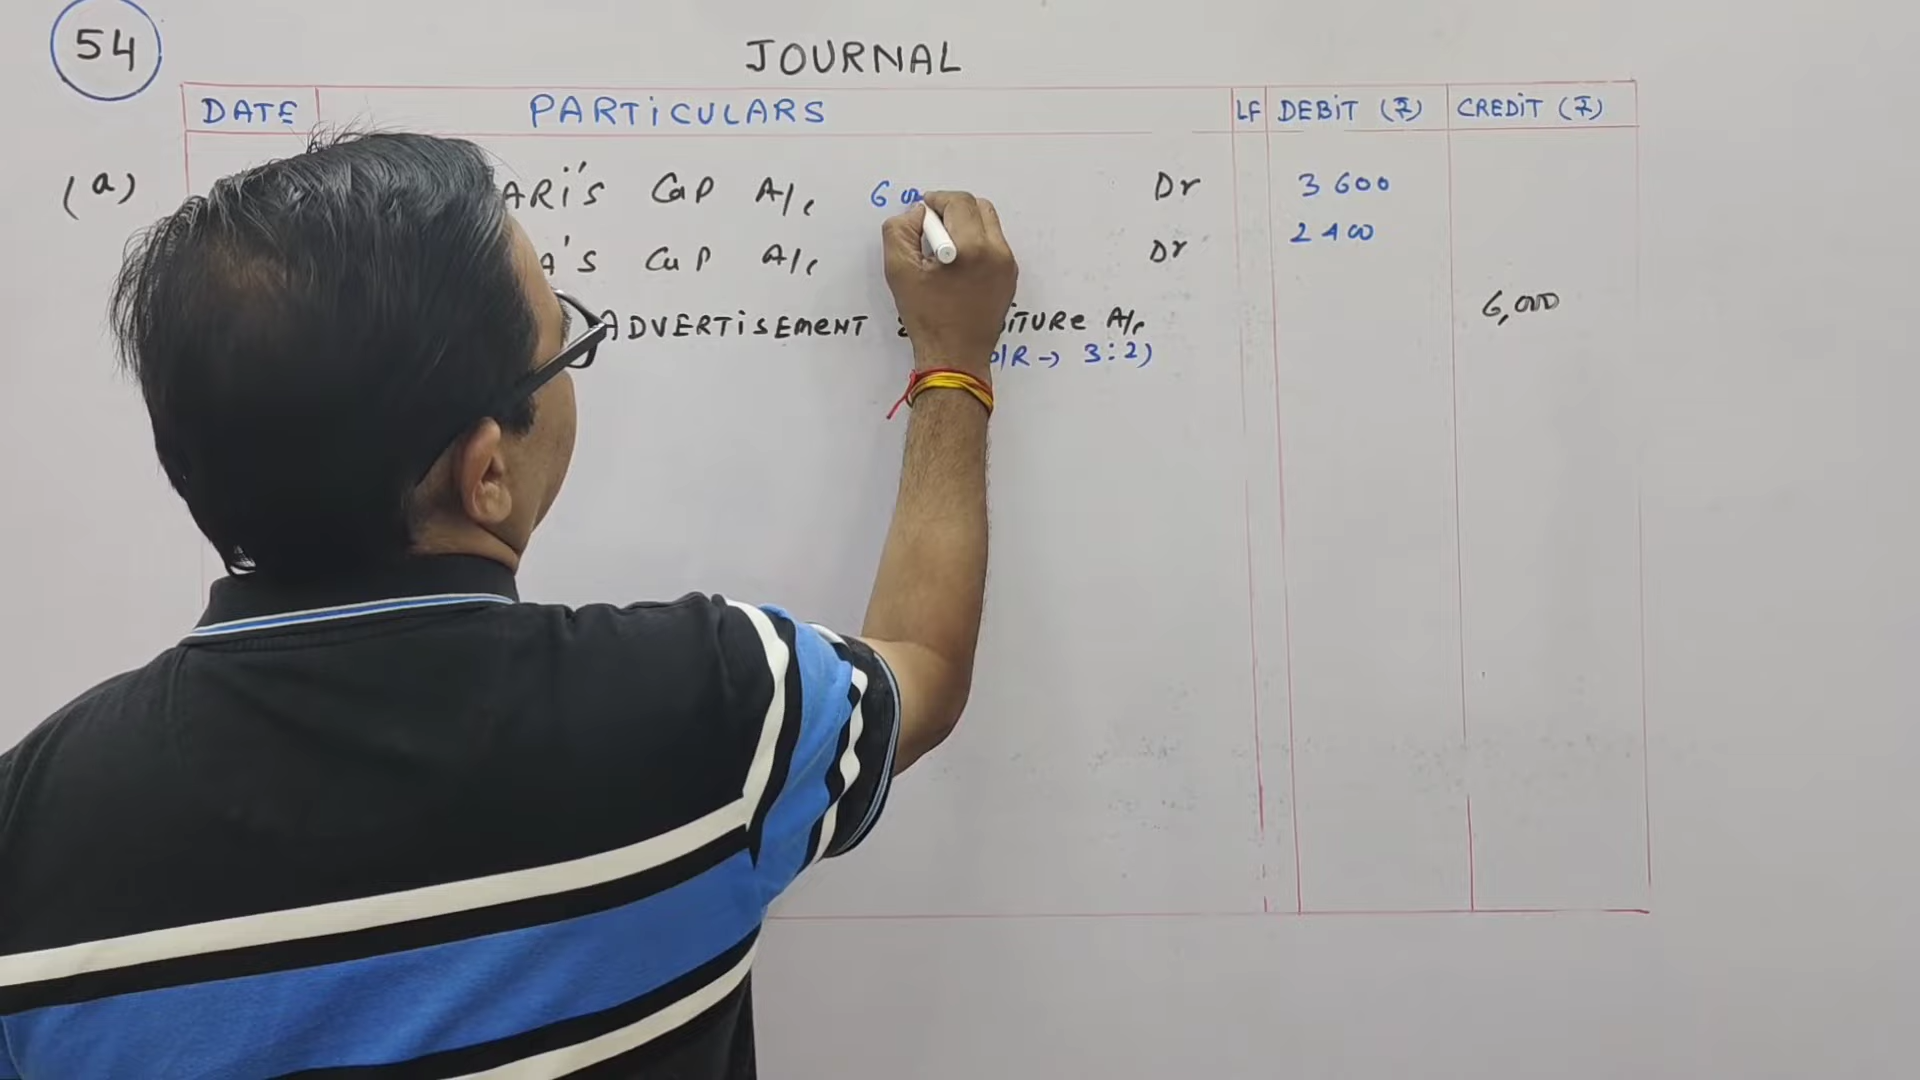 54
JOURNAL
DATE PARTiCULARS LF DEBiT (₹) CREDiT (₹)
(a) ARi's Cap A/c 600 Dr 3 600
A's Cap A/c Dr 2 400
ADVERTiSEMENT iTURE A/c 6,000
O/R → 3:2)